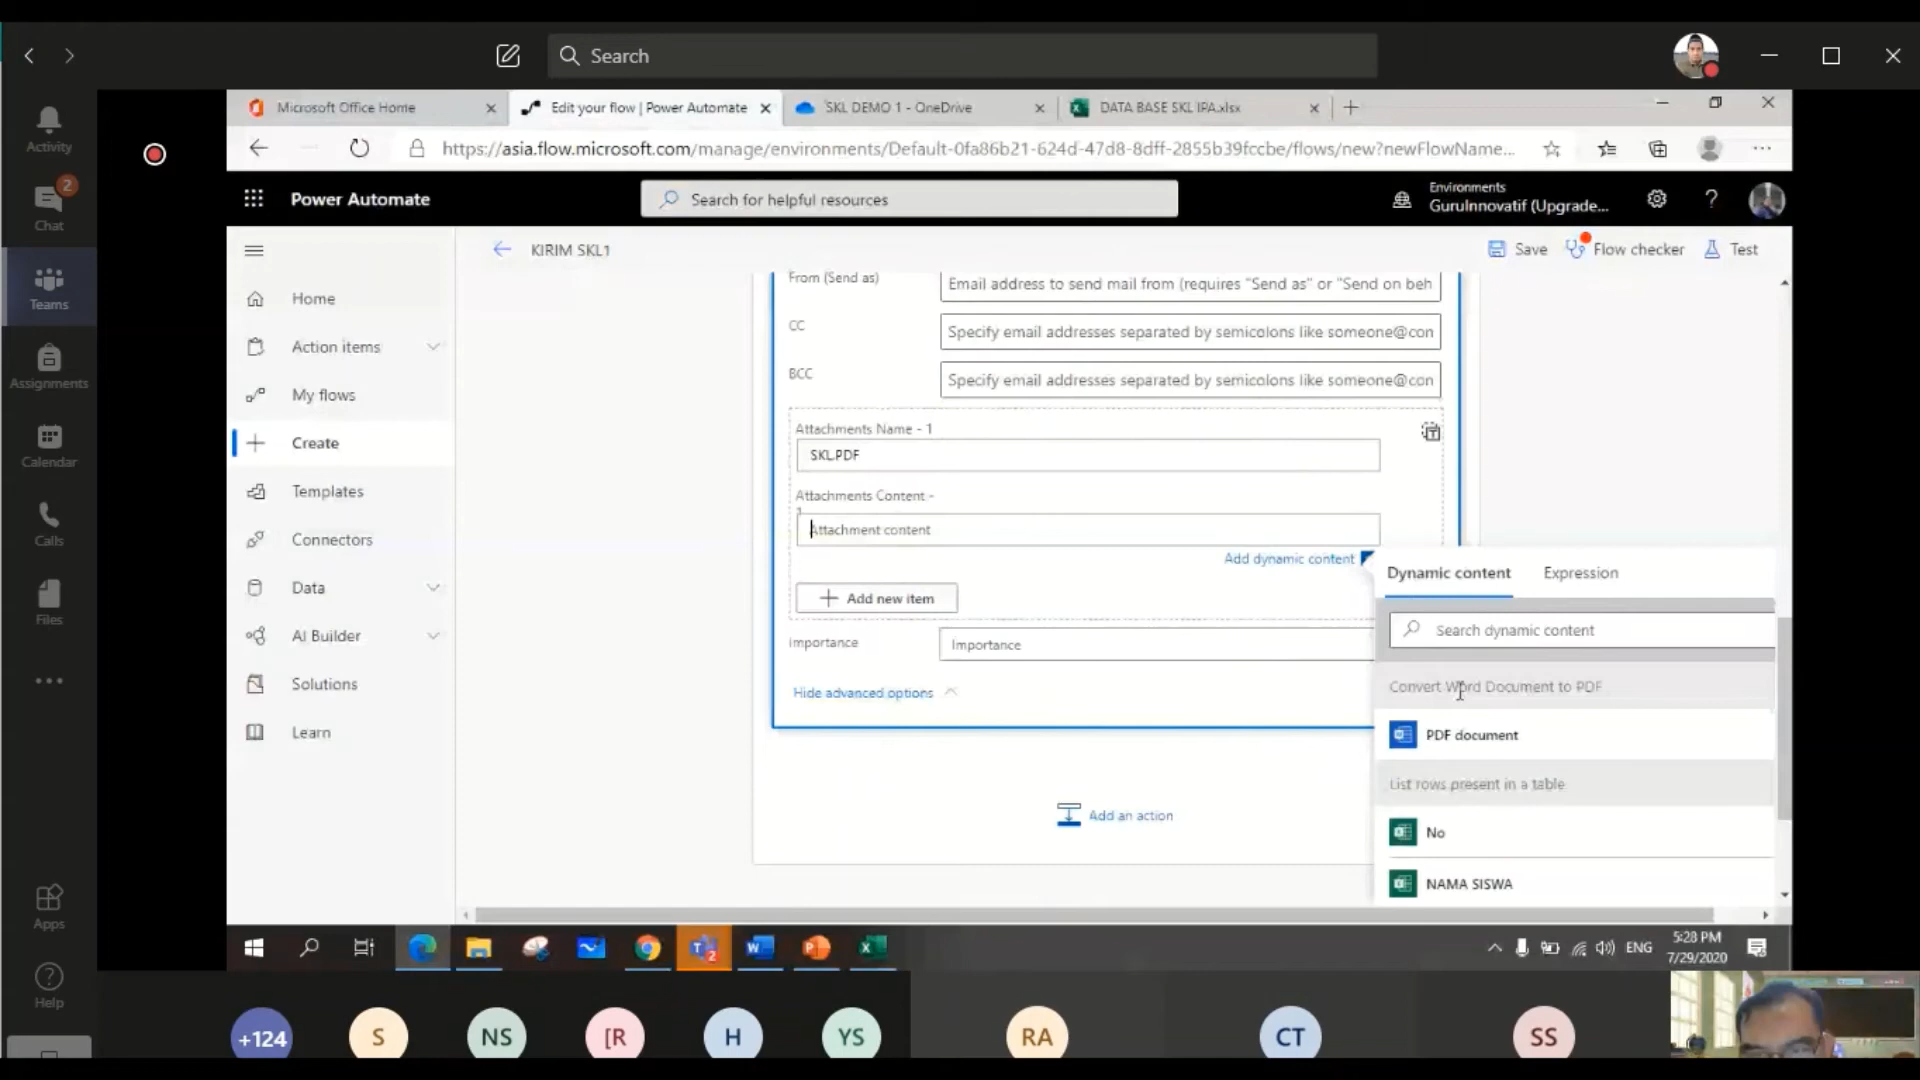 Search
Activity
2
Chat
Teams
Assignments
Calendar
Calls
Files
Apps
Help
Microsoft Office Home
Edit your flow | Power Automate
SKL DEMO 1 - OneDrive
DATA BASE SKL IPA.xlsx
https://asia.flow.microsoft.com/manage/environments/Default-0fa86b21-624d-47d8-8dff-2855b39fccbe/flows/new?newFlowName...
Power Automate
Search for helpful resources
Environments
GuruInnovatif (Upgrade...
?
KIRIM SKL1
Save
Flow checker
Test
Home
Action items
My flows
Create
Templates
Connectors
Data
AI Builder
Solutions
Learn
From (Send as)
Email address to send mail from (requires "Send as" or "Send on beh
CC
Specify email addresses separated by semicolons like someone@con
BCC
Specify email addresses separated by semicolons like someone@con
Attachments Name - 1
SKL.PDF
Attachments Content -
1
Attachment content
Add dynamic content
Add new item
Importance
Importance
Hide advanced options
Add an action
Dynamic content
Expression
Search dynamic content
Convert Word Document to PDF
PDF document
List rows present in a table
No
NAMA SISWA
2
ENG
5:28 PM
7/29/2020
+124
S
NS
[R
H
YS
RA
CT
SS